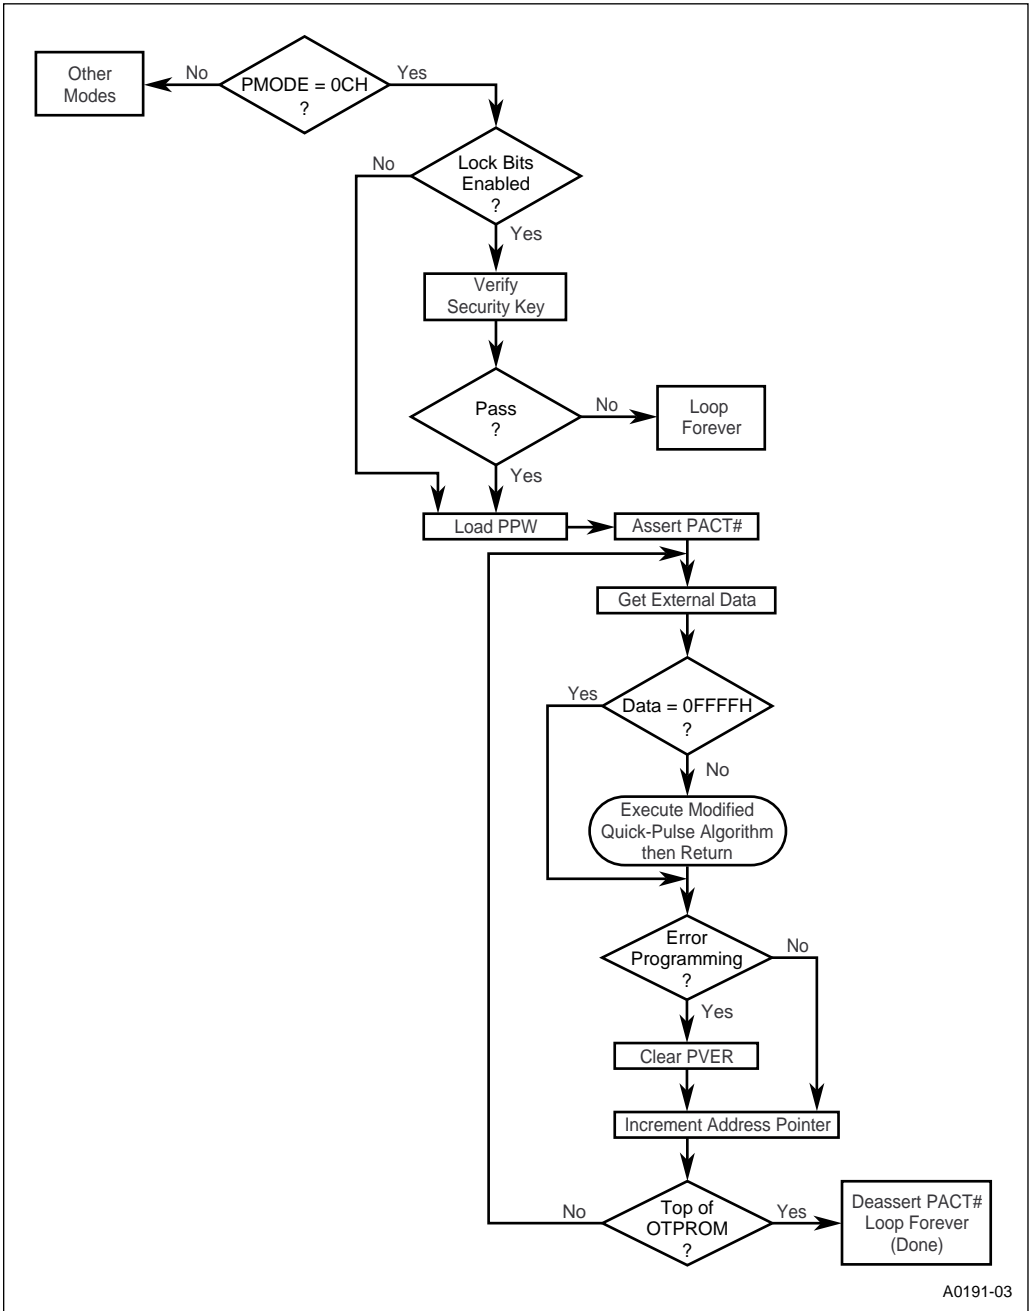 Other
Modes
No
PMODE = 0CH
?
Yes
No
Lock Bits
Enabled
?
Yes
Verify
Security Key
Pass
?
No
Loop
Forever
Yes
Load PPW
Assert PACT#
Get External Data
Yes
Data = 0FFFFH
?
No
Execute Modified
Quick-Pulse Algorithm
then Return
Error
Programming
?
No
Yes
Clear PVER
Increment Address Pointer
No
Top of
OTPROM
?
Yes
Deassert PACT#
Loop Forever
(Done)
A0191-03